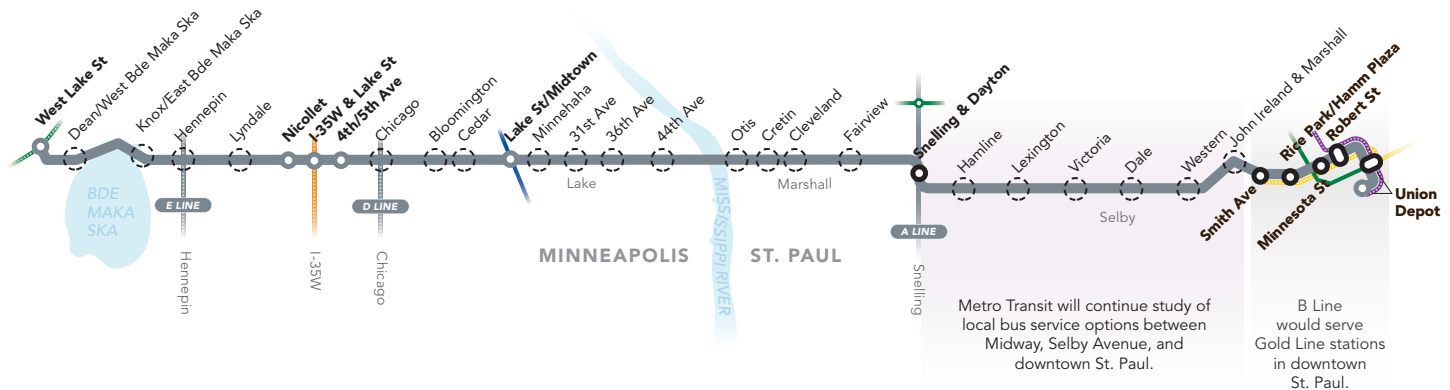 West Lake St
Dean/West Bde Maka Ska
Knox/East Bde Maka Ska
Hennepin
Lyndale
Nicollet
I-35W & Lake St
4th/5th Ave
Chicago
Bloomington
Cedar
Lake St/Midtown
Minnehaha
31st Ave
36th Ave
44th Ave
Otis
Cretin
Cleveland
Fairview
Snelling & Dayton
Hamline
Lexington
Victoria
Dale
Western
John Ireland & Marshall
Smith Ave
Rice Park/Hamm Plaza
Minnesota St
Robert St
Union
Depot
Lake
Marshall
Selby
BDE
MAKA
SKA
E LINE
D LINE
A LINE
Hennepin
I-35W
Chicago
MINNEAPOLIS
MISSISSIPPI RIVER
ST. PAUL
Snelling
Metro Transit will continue study of
local bus service options between
Midway, Selby Avenue, and
downtown St. Paul.
B Line
would serve
Gold Line stations
in downtown
St. Paul.